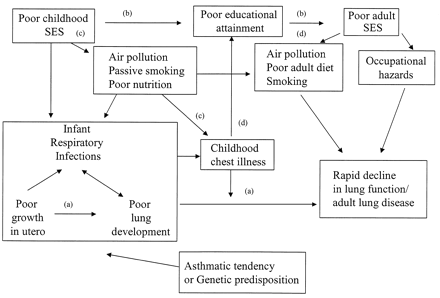 Poor childhood
SES
(b)
Poor educational
attainment
(b)
Poor adult
SES
(c)
(d)
Air pollution
Passive smoking
Poor nutrition
Air pollution
Poor adult diet
Smoking
Occupational
hazards
(c)
(d)
Infant
Respiratory
Infections
Childhood
chest illness
(a)
Poor
growth
in utero
(a)
Poor
lung
development
Rapid decline
in lung function/
adult lung disease
Asthmatic tendency
or Genetic predisposition